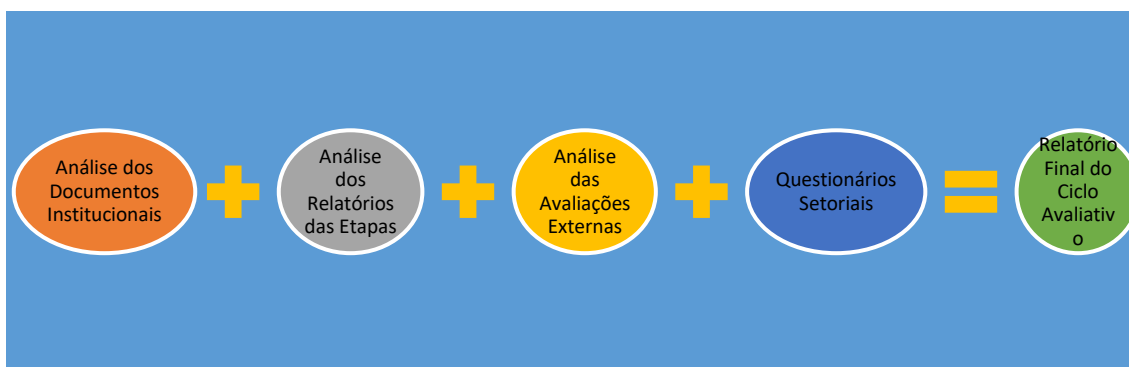 Análise dos
Documentos
Institucionais
Análise
dos
Relatórios
das Etapas
Análise
das
Avaliações
Externas
Questionários
Setoriais
Relatório
Final do
Ciclo
Avaliativ
o